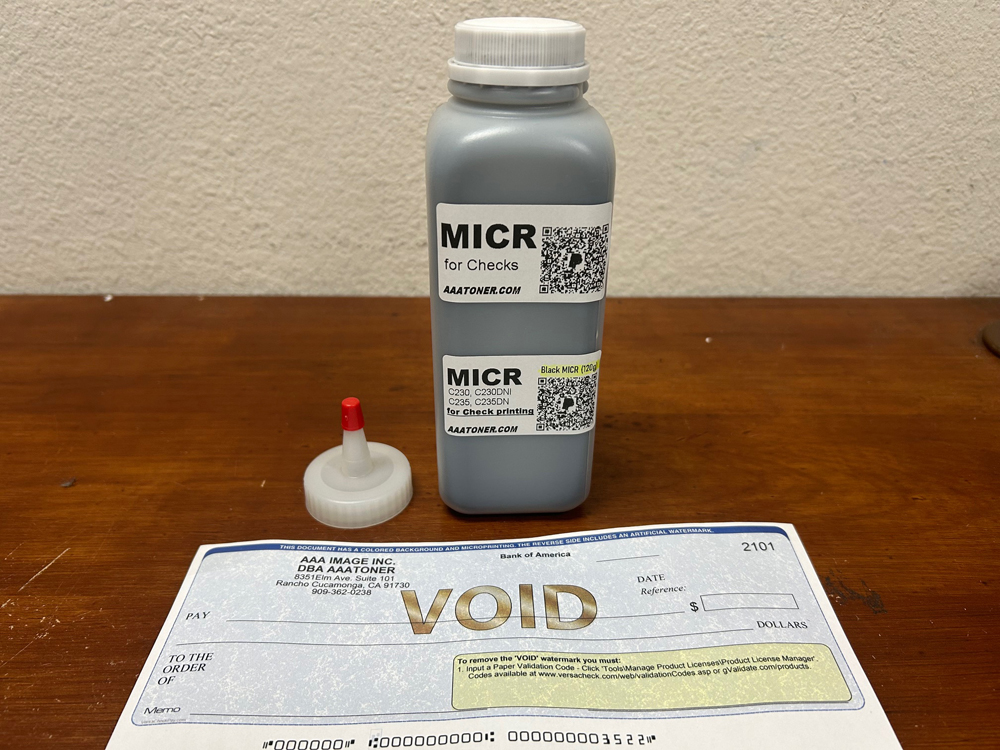 MICR
for Checks
AAATONER.COM
Black MICR (120g)
MICR
C230, C230DNI
C235, C235DN
for Check printing
AAATONER.COM
THIS DOCUMENT HAS A COLORED BACKGROUND AND MICROPRINTING. THE REVERSE SIDE INCLUDES AN ARTIFICIAL WATERMARK.
AAA IMAGE INC.
DBA AAATONER
8351Elm Ave. Suite 101
Rancho Cucamonga, CA 91730
909-362-0238
Bank of America
2101
DATE
Reference:
$
PAY
VOID
DOLLARS
TO THE
ORDER
OF
To remove the "VOID" watermark you must:
1. Input a Paper Validation Code - Click 'Tools\Manage Product Licenses\Product License Manager'.
Codes available at www.versacheck.com/web/validationCodes.asp or gValidate.com/products.
Memo
⑈000000⑈ ⑆000000000⑆ 000000003522⑈